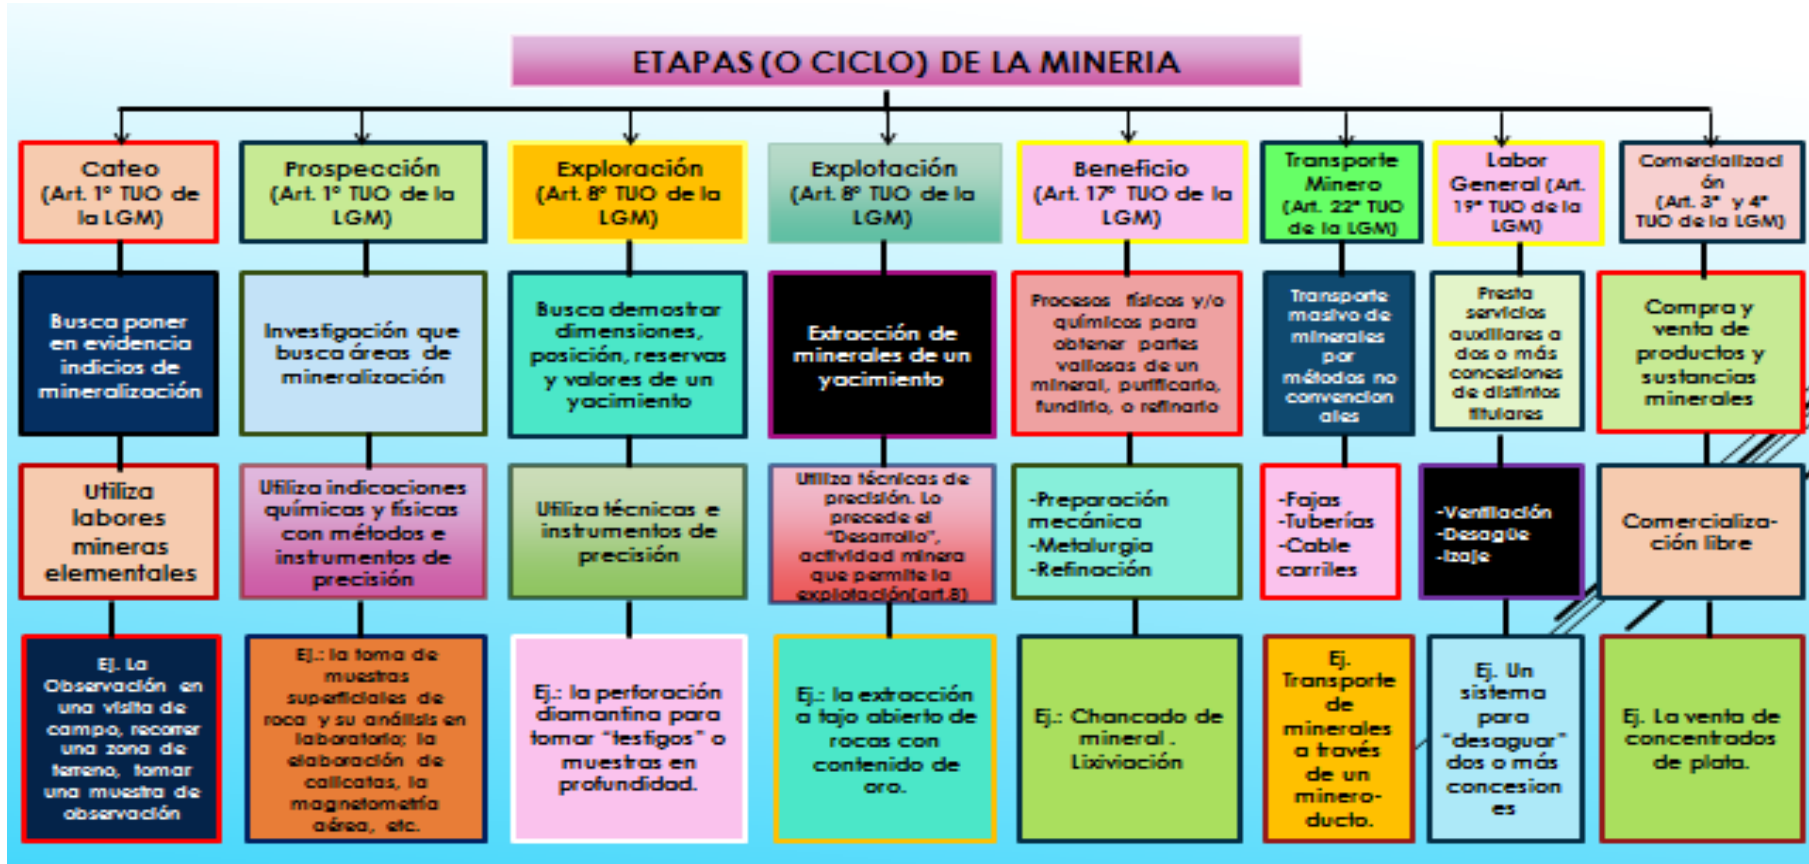 ETAPAS (O CICLO) DE LA MINERIA
Cateo
(Art. 1º TUO de
la LGM)
Prospección
(Art. 1º TUO de la
LGM)
Exploración
(Art. 8º TUO de la
LGM)
Explotación
(Art. 8º TUO de la
LGM)
Beneficio
(Art. 17º TUO de la
LGM)
Transporte
Minero
(Art. 22º TUO
de la LGM)
Labor
General (Art.
19º TUO de la
LGM)
Comercializaci
ón
(Art. 3º y 4º
TUO de la LGM)
Busca poner
en evidencia
indicios de
mineralización
Investigación que
busca áreas de
mineralización
Busca demostrar
dimensiones,
posición, reservas
y valores de un
yacimiento
Extracción de
minerales de un
yacimiento
Procesos físicos y/o
químicos para
obtener partes
valiosas de un
mineral, purificarlo,
fundirlo, o refinarlo
Transporte
masivo de
minerales
por
métodos no
convencion
ales
Presta
servicios
auxiliares a
dos o más
concesiones
de distintos
titulares
Compra y
venta de
productos y
sustancias
minerales
Utiliza
labores
mineras
elementales
Utiliza indicaciones
químicas y físicas
con métodos e
instrumentos de
precisión
Utiliza técnicas e
instrumentos de
precisión
Utiliza técnicas de
precisión. Lo
precede el
"Desarrollo",
actividad minera
que permite la
explotación(art.8)
-Preparación
mecánica
-Metalurgia
-Refinación
-Fajas
-Tuberías
-Cable
carriles
-Ventilación
-Desagüe
-Izaje
Comercializa-
ción libre
Ej. La
Observación en
una visita de
campo, recorrer
una zona de
terreno, tomar
una muestra de
observación
Ej.: la toma de
muestras
superficiales de
roca y su análisis en
laboratorio; la
elaboración de
calicatas, la
magnetometría
aérea, etc.
Ej.: la perforación
diamantina para
tomar "testigos" o
muestras en
profundidad.
Ej.: la extracción
a tajo abierto de
rocas con
contenido de
oro.
Ej.: Chancado de
mineral .
Lixiviación
Ej.
Transporte
de
minerales
a través
de un
minero-
ducto.
Ej. Un
sistema
para
"desaguar"
dos o más
concesion
es
Ej. La venta de
concentrados
de plata.